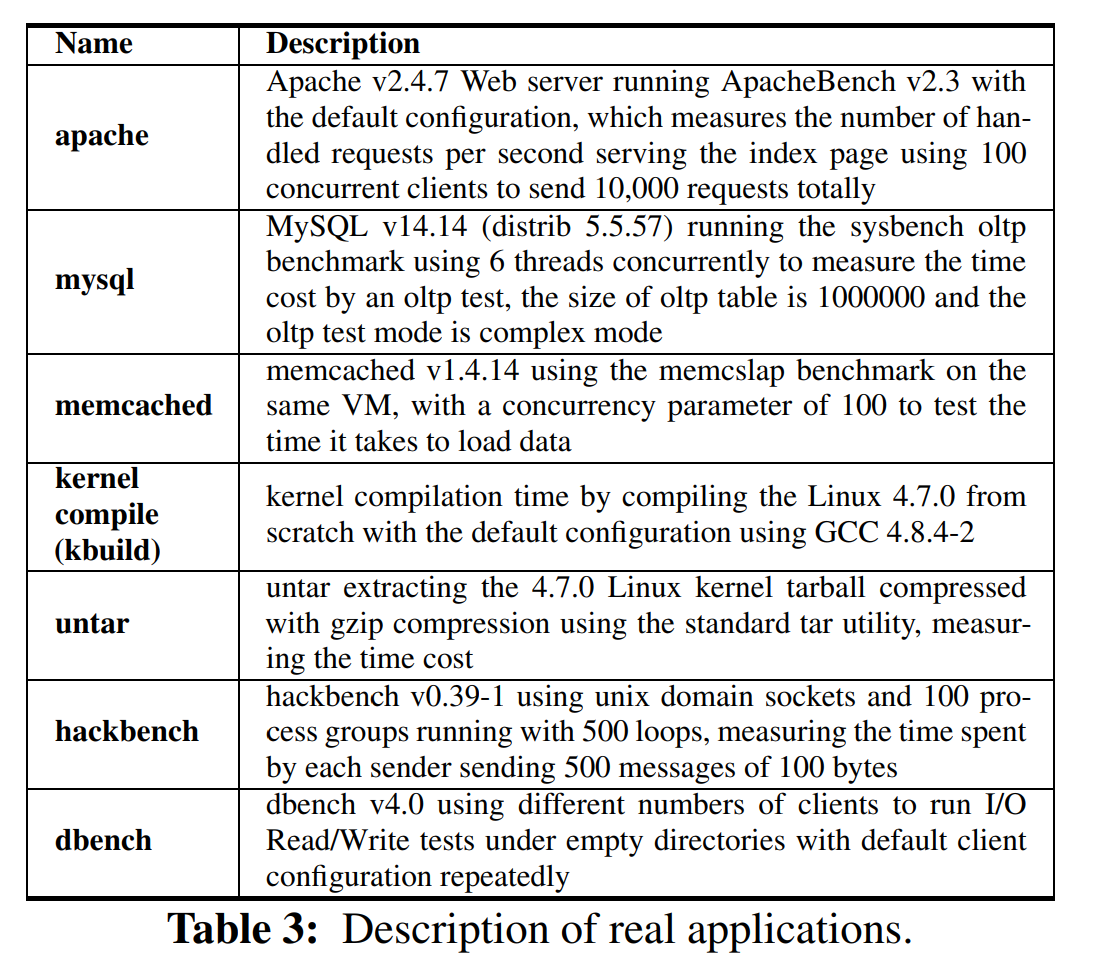 Name Description
apache
Apache v2.4.7 Web server running ApacheBench v2.3 with
the default configuration, which measures the number of han-
dled requests per second serving the index page using 100
concurrent clients to send 10,000 requests totally
mysql
MySQL v14.14 (distrib 5.5.57) running the sysbench oltp
benchmark using 6 threads concurrently to measure the time
cost by an oltp test, the size of oltp table is 1000000 and the
oltp test mode is complex mode
memcached
memcached v1.4.14 using the memcslap benchmark on the
same VM, with a concurrency parameter of 100 to test the
time it takes to load data
kernel
compile
(kbuild)
kernel compilation time by compiling the Linux 4.7.0 from
scratch with the default configuration using GCC 4.8.4-2
untar
untar extracting the 4.7.0 Linux kernel tarball compressed
with gzip compression using the standard tar utility, measur-
ing the time cost
hackbench
hackbench v0.39-1 using unix domain sockets and 100 pro-
cess groups running with 500 loops, measuring the time spent
by each sender sending 500 messages of 100 bytes
dbench
dbench v4.0 using different numbers of clients to run I/O
Read/Write tests under empty directories with default client
configuration repeatedly
Table 3: Description of real applications.